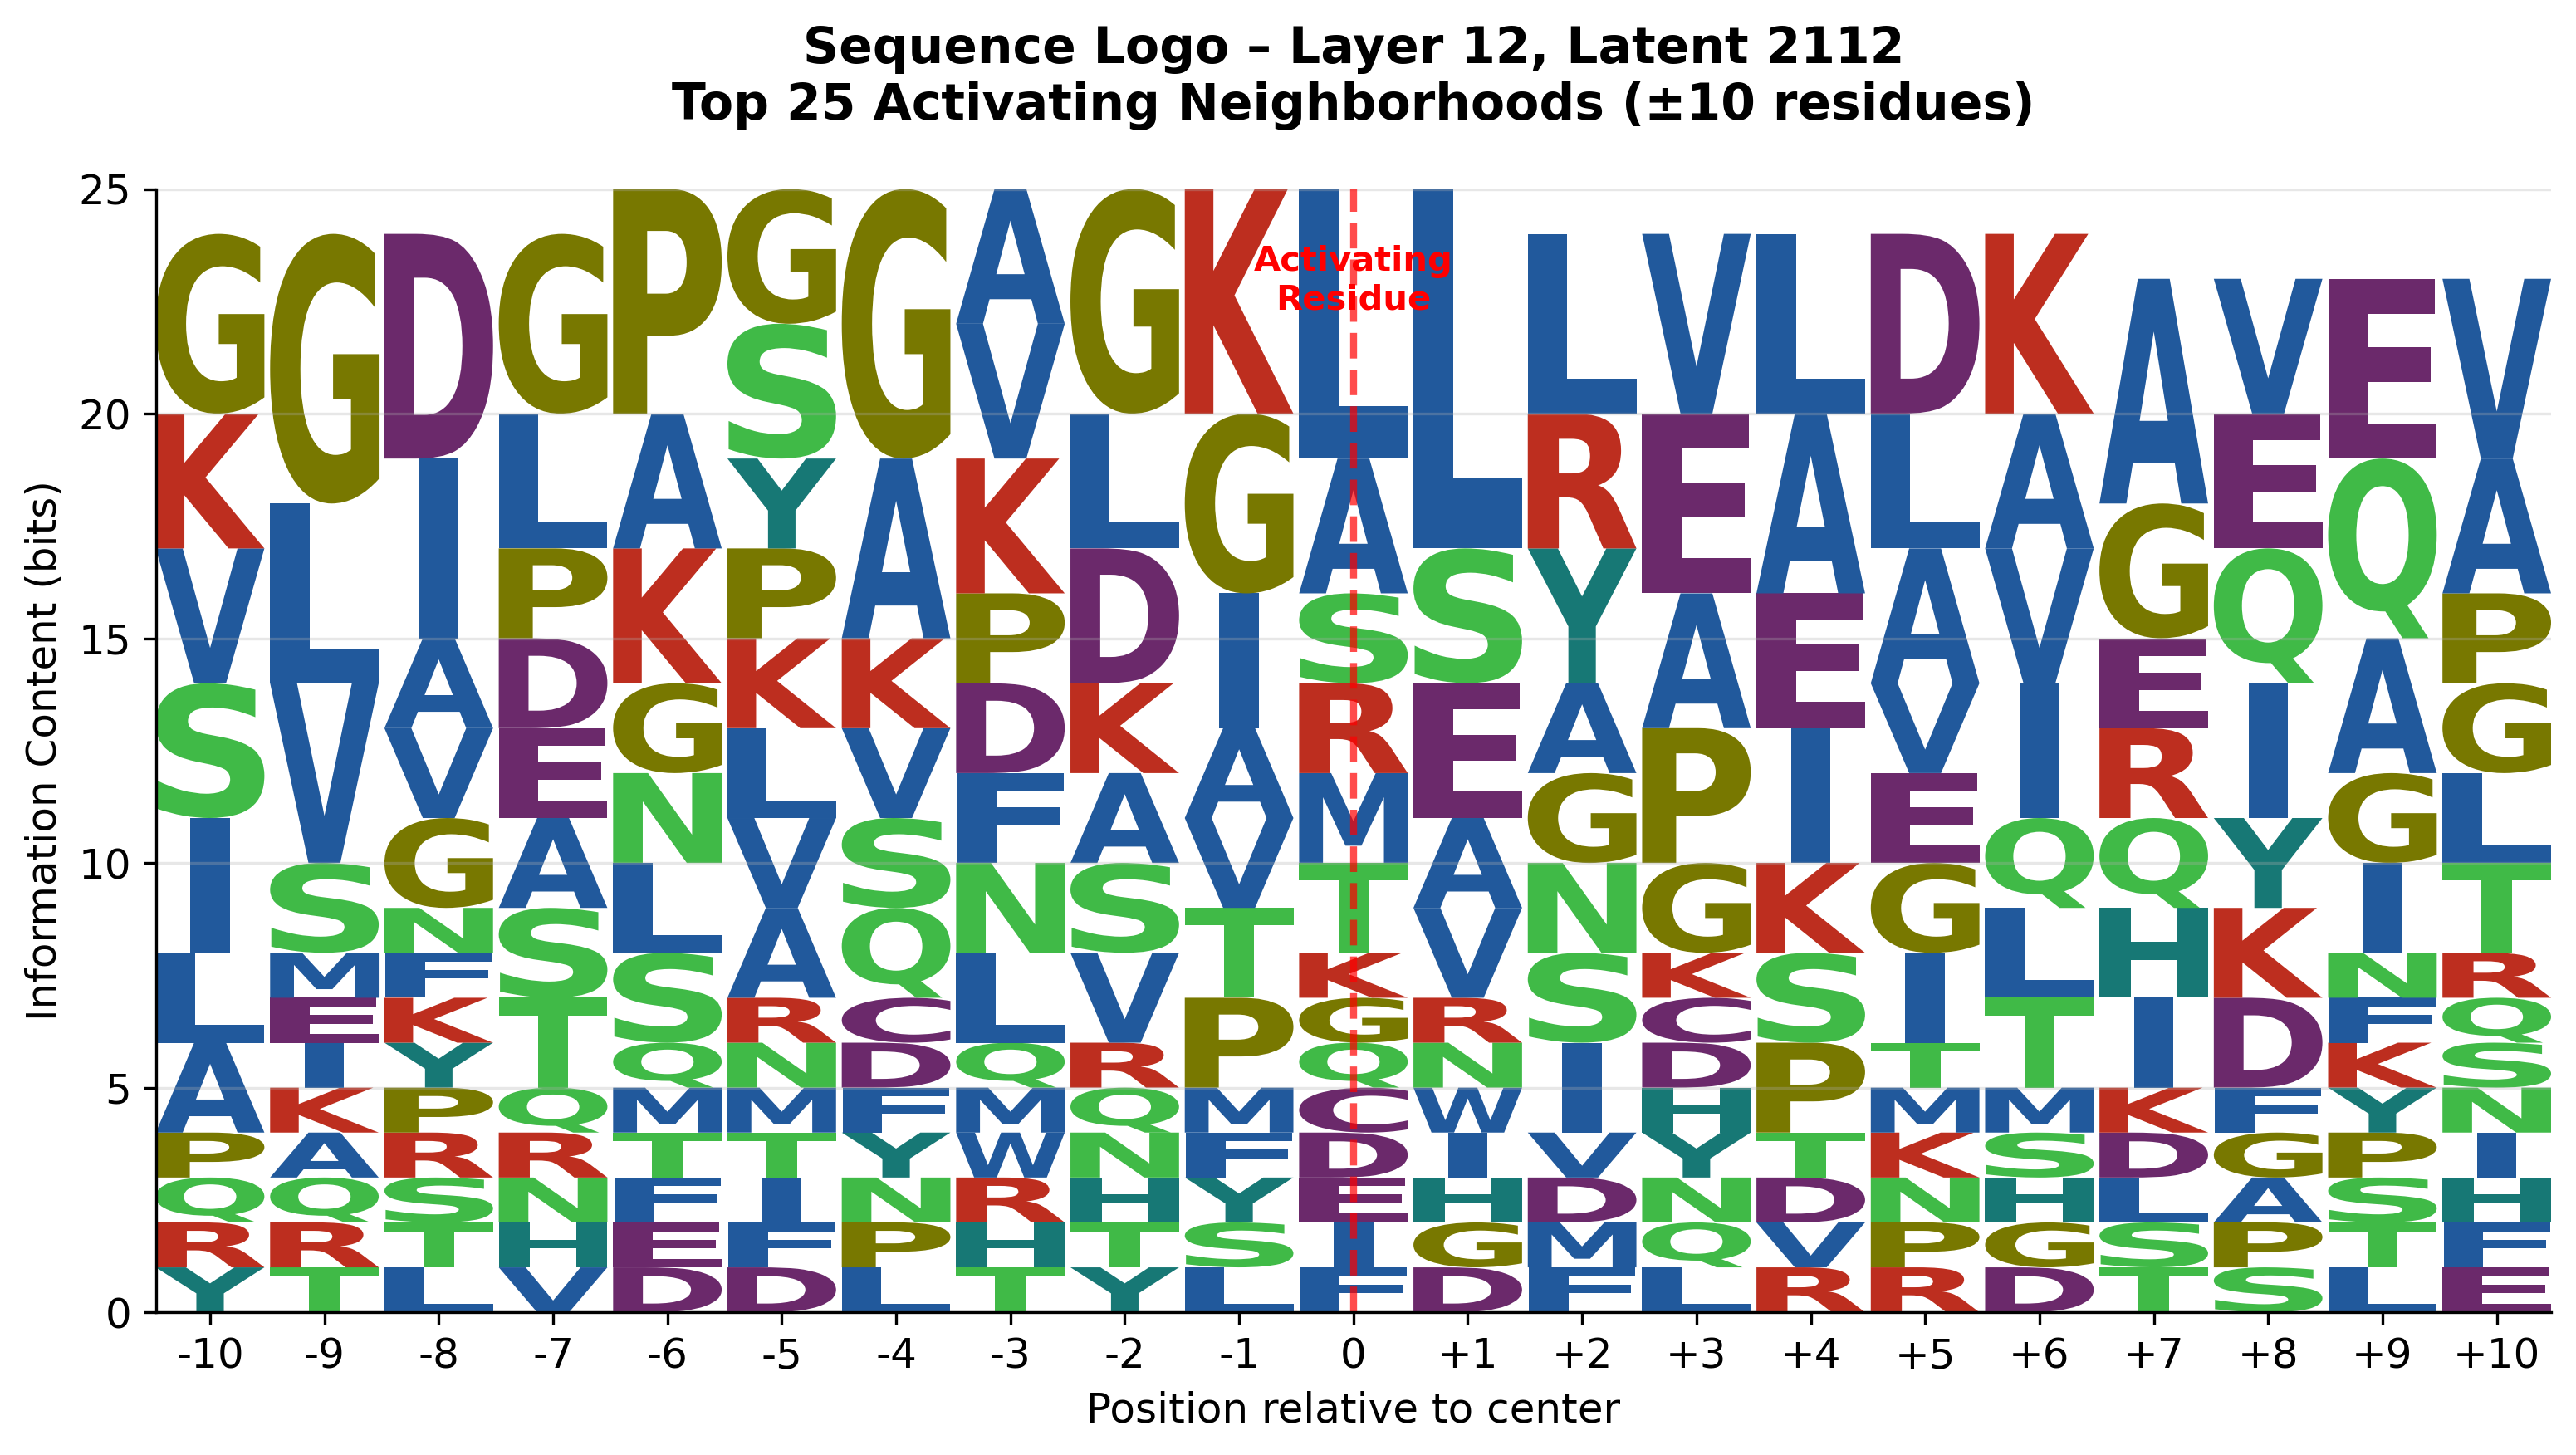 Sequence Logo – Layer 12, Latent 2112
Top 25 Activating Neighborhoods (±10 residues)
Information Content (bits)
25
20
15
10
5
0
G K V S I L A P Q R Y
G L V S M E I K A Q R T
D I A V G N F K Y P R S T L
G L P D E A S T Q R N H V
P A K G N L S Q M T F E D
G S Y P K L V A R N M T I F D
G A K V S Q C D F Y N P L
A V K P D F N L Q M W R H T
G L D K A S V R Q N H T Y
K G I A V T P M F Y S L
L A S R M T K G Q C D E I F
L S E A V R N W I H G D
L R Y A G N S I V D M F
V E A P G K C D H Y N Q L
L A E I K S P T D V R
D L A V E G I T M K N P R
K A V I Q L T M S H G D
A G E R Q H I K D L S T
V E Q I Y K D F G A P S
E Q A G I N F K Y P S T L
V A P G L T R Q S N I H F E
Activating
Residue
-10 -9 -8 -7 -6 -5 -4 -3 -2 -1 0 +1 +2 +3 +4 +5 +6 +7 +8 +9 +10
Position relative to center